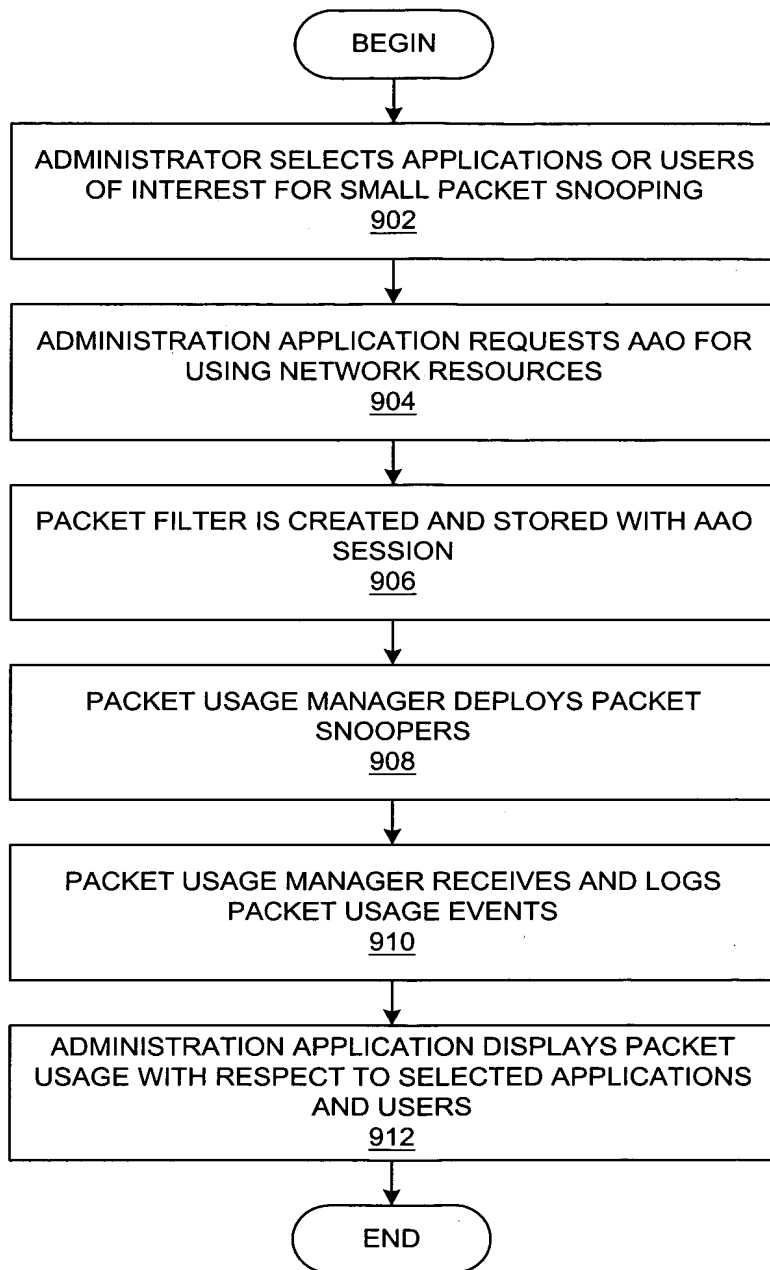 BEGIN
ADMINISTRATOR SELECTS APPLICATIONS OR USERS
OF INTEREST FOR SMALL PACKET SNOOPING
902
ADMINISTRATION APPLICATION REQUESTS AAO FOR
USING NETWORK RESOURCES
904
PACKET FILTER IS CREATED AND STORED WITH AAO
SESSION
906
PACKET USAGE MANAGER DEPLOYS PACKET
SNOOPERS
908
PACKET USAGE MANAGER RECEIVES AND LOGS
PACKET USAGE EVENTS
910
ADMINISTRATION APPLICATION DISPLAYS PACKET
USAGE WITH RESPECT TO SELECTED APPLICATIONS
AND USERS
912
END